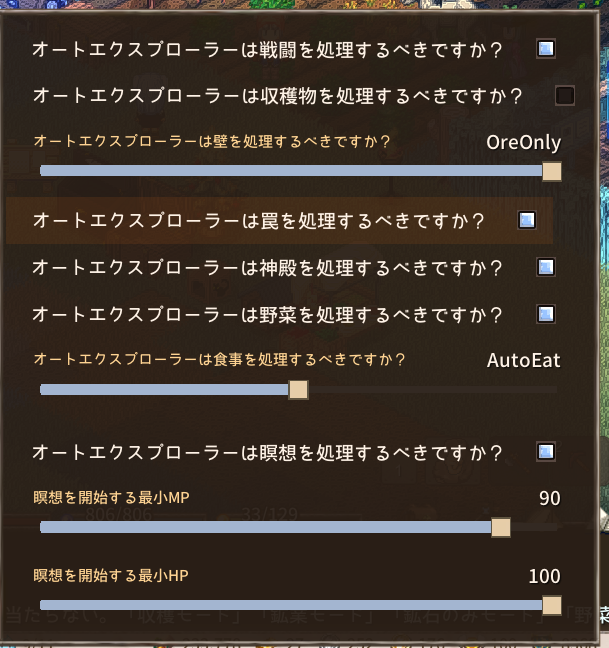 オートエクスプローラーは戦闘を処理するべきですか？
オートエクスプローラーは収穫物を処理するべきですか？
オートエクスプローラーは壁を処理するべきですか？ OreOnly
オートエクスプローラーは罠を処理するべきですか？
オートエクスプローラーは神殿を処理するべきですか？
オートエクスプローラーは野菜を処理するべきですか？
オートエクスプローラーは食事を処理するべきですか？ AutoEat
オートエクスプローラーは瞑想を処理するべきですか？
瞑想を開始する最小MP 90
806/806 33/129
瞑想を開始する最小HP 100
当たらない。「収穫モード」「鉱業モード」「鉱石のみモード」「野菜